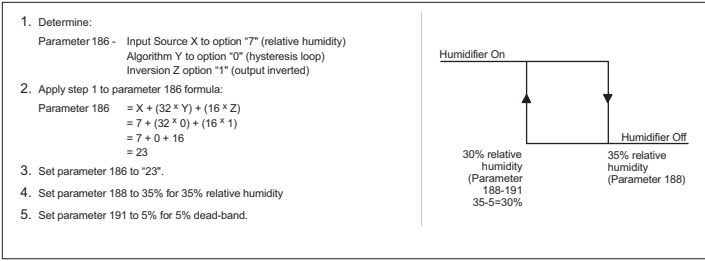 1. Determine:
Parameter 186 - Input Source X to option "7" (relative humidity)
Algorithm Y to option "0" (hysteresis loop)
Inversion Z option "1" (output inverted)
2. Apply step 1 to parameter 186 formula:
Parameter 186 = X + (32 x Y) + (16 x Z)
= 7 + (32 x 0) + (16 x 1)
= 7 + 0 + 16
= 23
3. Set parameter 186 to "23".
4. Set parameter 188 to 35% for 35% relative humidity
5. Set parameter 191 to 5% for 5% dead-band.
Humidifier On
Humidifier Off
30% relative
humidity
(Parameter
188-191
35-5=30%
35% relative
humidity
(Parameter 188)